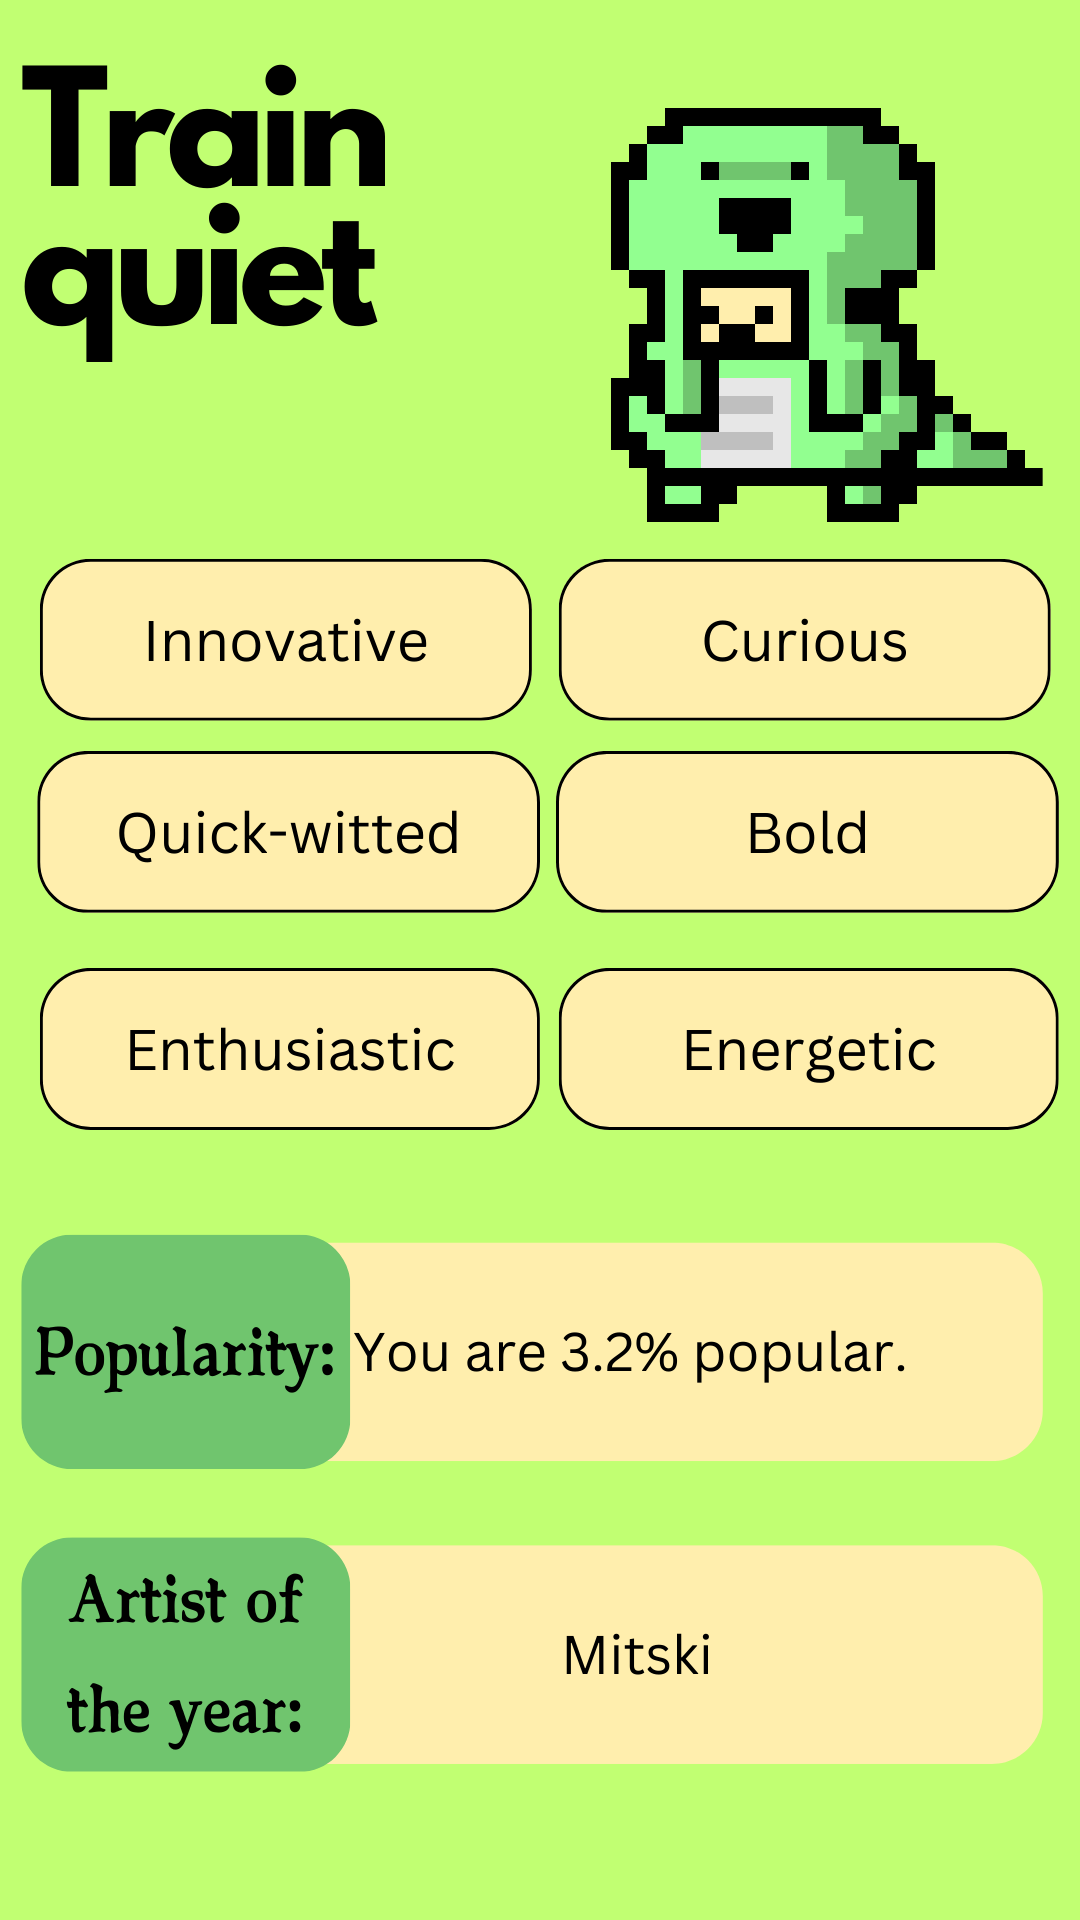 Train
quiet
Innovative
Curious
Quick-witted
Bold
Enthusiastic
Energetic
Popularity:
You are 3.2% popular.
Artist of
the year:
Mitski